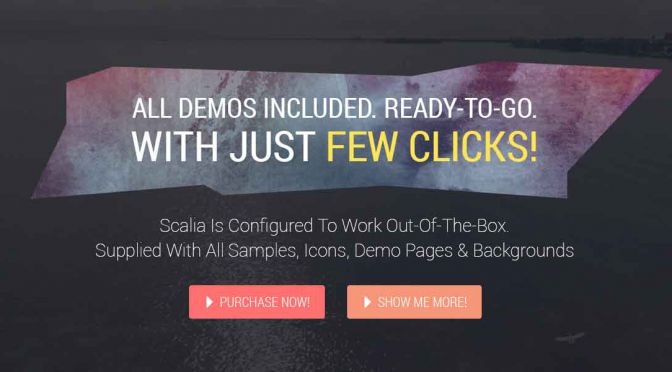 ALL DEMOS INCLUDED. READY-TO-GO.
WITH JUST FEW CLICKS!
Scalia Is Configured To Work Out-Of-The-Box.
Supplied With All Samples, Icons, Demo Pages & Backgrounds
PURCHASE NOW!
SHOW ME MORE!